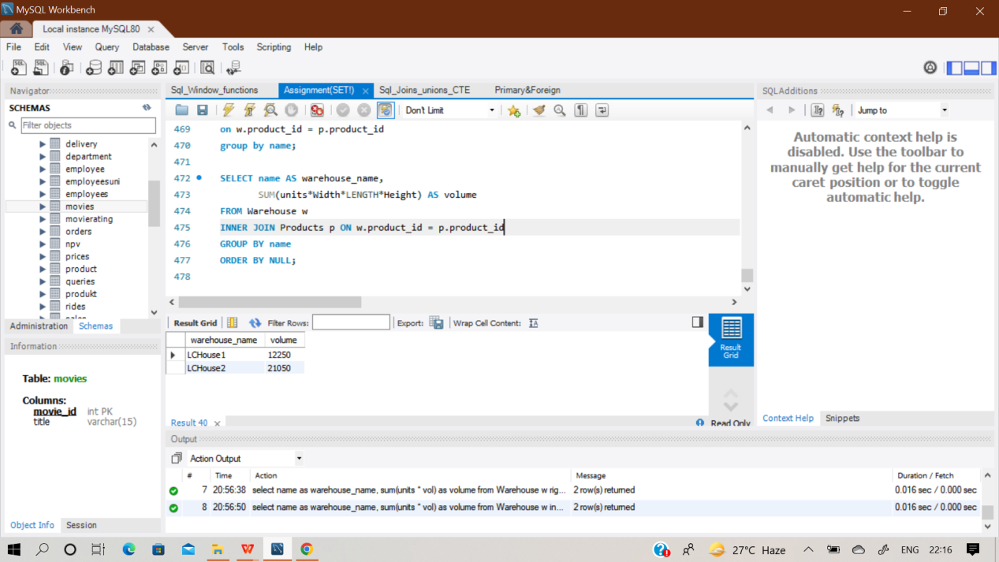 MySQL Workbench
Local instance MySQL80
File Edit View Query Database Server Tools Scripting Help
Navigator
SCHEMAS
Filter objects
delivery
department
employee
employeesuni
employees
movies
movierating
orders
npv
prices
product
queries
produkt
rides
Administration Schemas
Information
Table: movies
Columns:
movie_id int PK
title varchar(15)
Object Info Session
Sql_Window_functions Assignment(SET!) Sql_Joins_unions_CTE Primary&Foreign
Don't Limit
469 on w.product_id = p.product_id
470 group by name;
471
472 SELECT name AS warehouse_name,
473 SUM(units*Width*LENGTH*Height) AS volume
474 FROM Warehouse w
475 INNER JOIN Products p ON w.product_id = p.product_id
476 GROUP BY name
477 ORDER BY NULL;
478
Result Grid Filter Rows: Export: Wrap Cell Content:
warehouse_name volume
LCHouse1 12250
LCHouse2 21050
Result Grid
Result 40
Read Only
Output
Action Output
# Time Action Message Duration / Fetch
7 20:56:38 select name as warehouse_name, sum(units * vol) as volume from Warehouse w rig... 2 row(s) returned 0.016 sec / 0.000 sec
8 20:56:50 select name as warehouse_name, sum(units * vol) as volume from Warehouse w in... 2 row(s) returned 0.016 sec / 0.000 sec
SQLAdditions
Jump to
Automatic context help is
disabled. Use the toolbar to
manually get help for the current
caret position or to toggle
automatic help.
Context Help Snippets
27°C Haze ENG 22:16